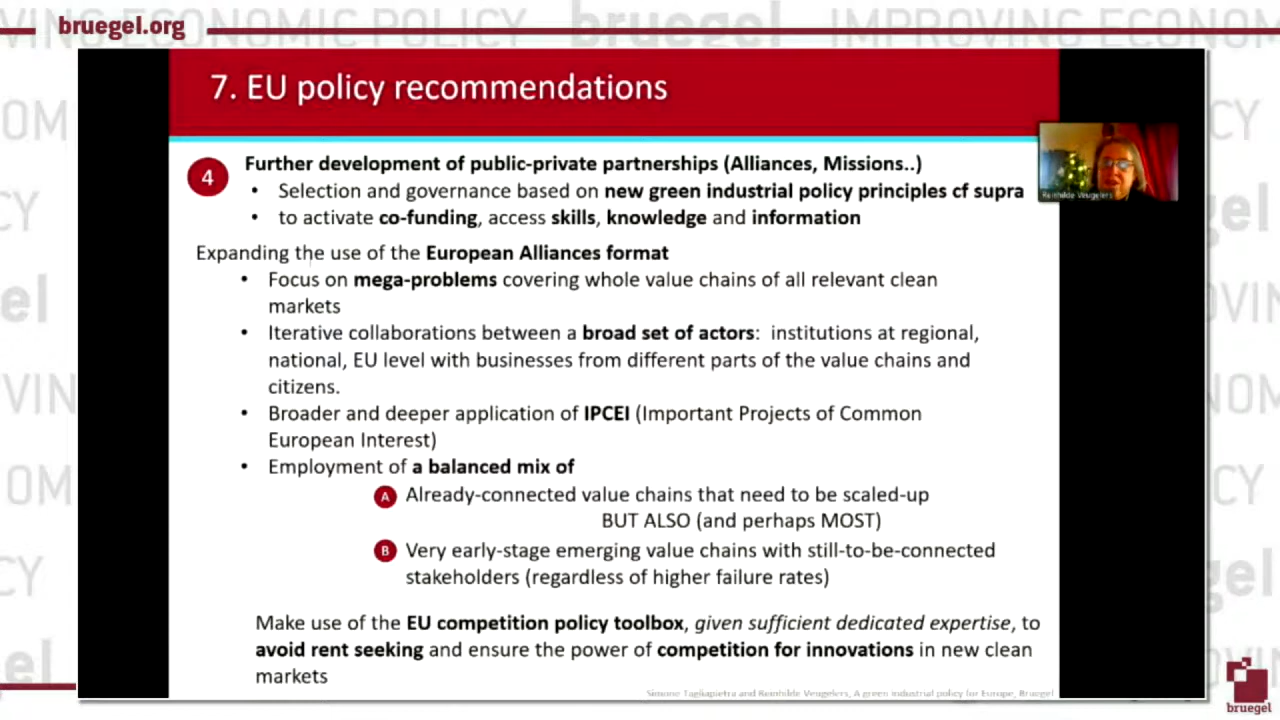 bruegel.org
7. EU policy recommendations
4
Further development of public-private partnerships (Alliances, Missions..)
• Selection and governance based on new green industrial policy principles cf supra
• to activate co-funding, access skills, knowledge and information
Expanding the use of the European Alliances format
• Focus on mega-problems covering whole value chains of all relevant clean
markets
• Iterative collaborations between a broad set of actors: institutions at regional,
national, EU level with businesses from different parts of the value chains and
citizens.
• Broader and deeper application of IPCEI (Important Projects of Common
European Interest)
• Employment of a balanced mix of
A Already-connected value chains that need to be scaled-up
BUT ALSO (and perhaps MOST)
B Very early-stage emerging value chains with still-to-be-connected
stakeholders (regardless of higher failure rates)
Make use of the EU competition policy toolbox, given sufficient dedicated expertise, to
avoid rent seeking and ensure the power of competition for innovations in new clean
markets
Simone Tagliapietra and Reinhilde Veugelers, A green industrial policy for Europe, Bruegel
Reinhilde Veugelers
bruegel